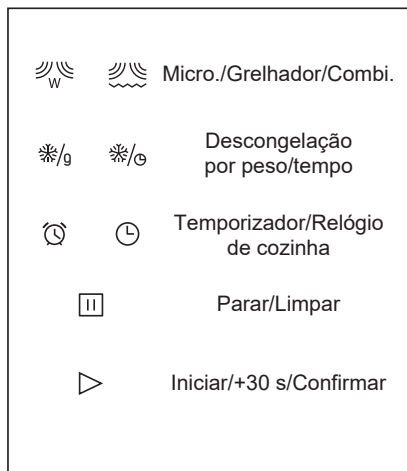 W Micro./Grelhador/Combi.
/g / Descongelação
por peso/tempo
Temporizador/Relógio
de cozinha
Parar/Limpar
Iniciar/+30 s/Confirmar